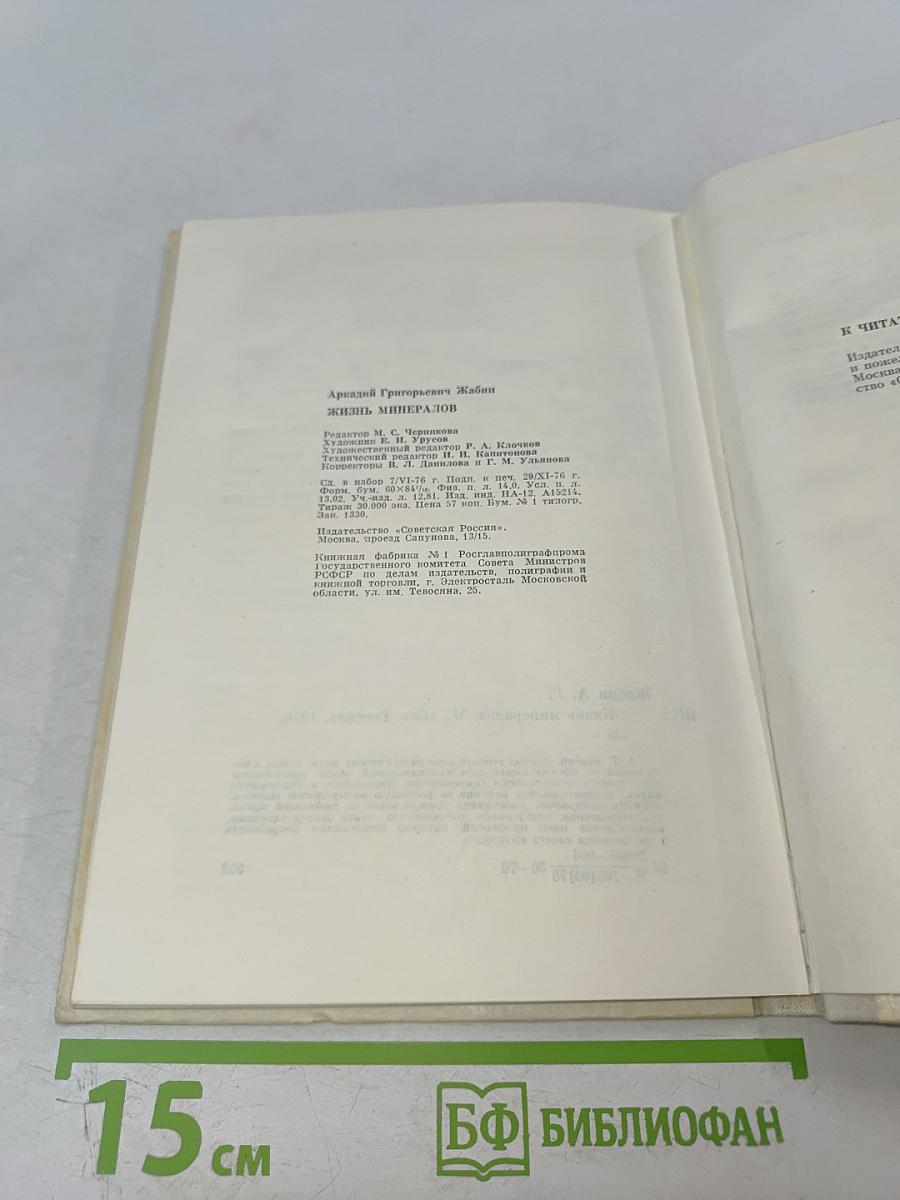 Аркадий Григорьевич Жабин
ЖИЗНЬ МИНЕРАЛОВ
Редактор М. С. Черникова
Художник Е. Н. Урусов
Художественный редактор Р. А. Клочков
Технический редактор И. И. Капитонова
Корректоры В. Л. Данилова и Г. М. Ульянова
Сд. в набор 7/VI-76 г. Подп. к печ. 29/XI-76 г.
Форм. бум. 60×84¹/₁₆. Физ. п. л. 14,0. Усл. п. л.
13,02. Уч.-изд. л. 12,81. Изд. инд. НА-12. А15214.
Тираж 30.000 экз. Цена 57 коп. Бум. № 1 типогр.
Зак. 1330.
Издательство «Советская Россия».
Москва, проезд Сапунова, 13/15.
Книжная фабрика № 1 Росглавполиграфпрома
Государственного комитета Совета Министров
РСФСР по делам издательств, полиграфии и
книжной торговли, г. Электросталь Московской
области, ул. им. Тевосяна, 25.
К ЧИТАТ
Издател
и поже
Москва
ство «С
15 см
БФ БИБЛИОФАН